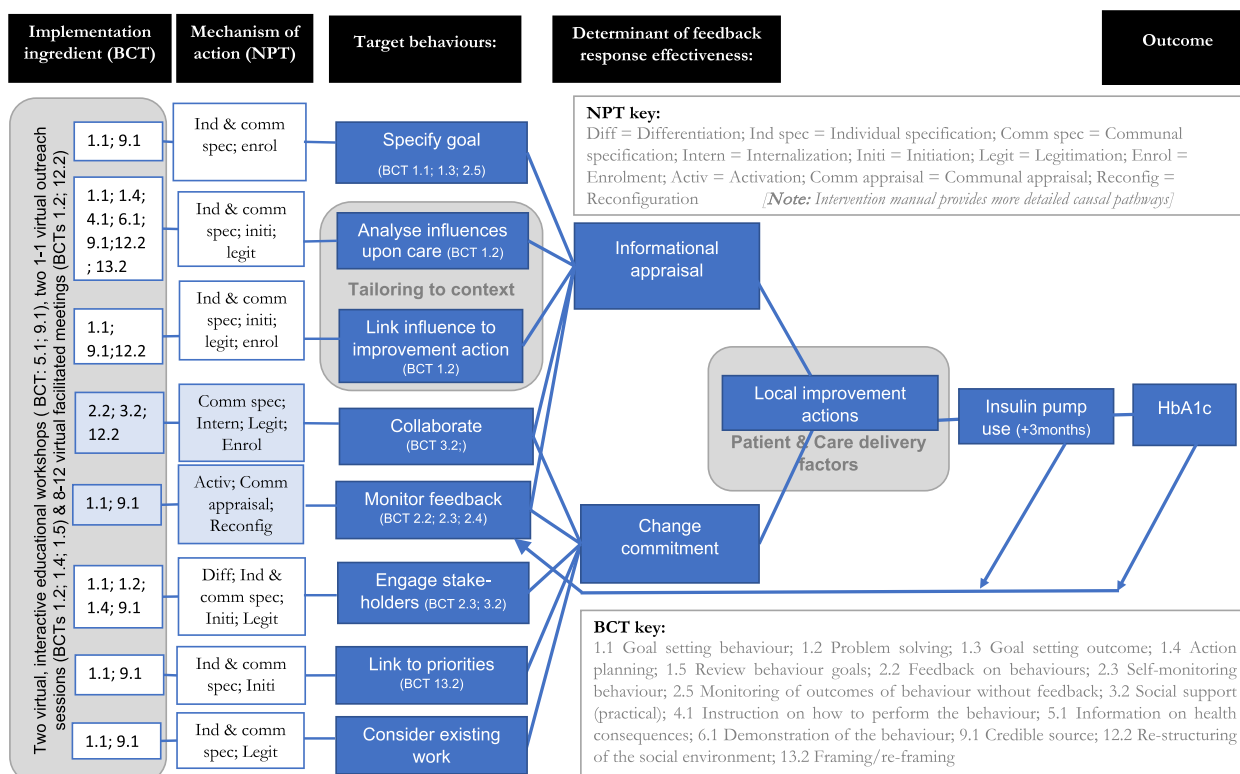 Implementation
ingredient (BCT)
Mechanism of
action (NPT)
Target behaviours:
Determinant of feedback
response effectiveness:
Outcome
Two virtual, interactive educational workshops ( BCT: 5.1; 9.1), two 1-1 virtual outreach
sessions (BCTs 1.2; 1.4; 1.5) & 8-12 virtual facilitated meetings (BCTs 1.2; 12.2)
1.1; 9.1
Ind & comm
spec; enrol
Specify goal
(BCT 1.1; 1.3; 2.5)
1.1; 1.4;
4.1; 6.1;
9.1;12.2
; 13.2
Ind & comm
spec; initi;
legit
Analyse influences
upon care (BCT 1.2)
Tailoring to context
1.1;
9.1;12.2
Ind & comm
spec; initi;
legit; enrol
Link influence to
improvement action
(BCT 1.2)
2.2; 3.2;
12.2
Comm spec;
Intern; Legit;
Enrol
Collaborate
(BCT 3.2;)
1.1; 9.1
Activ; Comm
appraisal;
Reconfig
Monitor feedback
(BCT 2.2; 2.3; 2.4)
1.1; 1.2;
1.4; 9.1
Diff; Ind &
comm spec;
Initi; Legit
Engage stake-
holders (BCT 2.3; 3.2)
1.1; 9.1
Ind & comm
spec; Initi
Link to priorities
(BCT 13.2)
1.1; 9.1
Ind & comm
spec; Legit
Consider existing
work
NPT key:
Diff = Differentiation; Ind spec = Individual specification; Comm spec = Communal
specification; Intern = Internalization; Initi = Initiation; Legit = Legitimation; Enrol =
Enrolment; Activ = Activation; Comm appraisal = Communal appraisal; Reconfig =
Reconfiguration [Note: Intervention manual provides more detailed causal pathways]
Informational
appraisal
Change
commitment
Local improvement
actions
Patient & Care delivery
factors
Insulin pump
use (+3months)
HbA1c
BCT key:
1.1 Goal setting behaviour; 1.2 Problem solving; 1.3 Goal setting outcome; 1.4 Action
planning; 1.5 Review behaviour goals; 2.2 Feedback on behaviours; 2.3 Self-monitoring
behaviour; 2.5 Monitoring of outcomes of behaviour without feedback; 3.2 Social support
(practical); 4.1 Instruction on how to perform the behaviour; 5.1 Information on health
consequences; 6.1 Demonstration of the behaviour; 9.1 Credible source; 12.2 Re-structuring
of the social environment; 13.2 Framing/re-framing